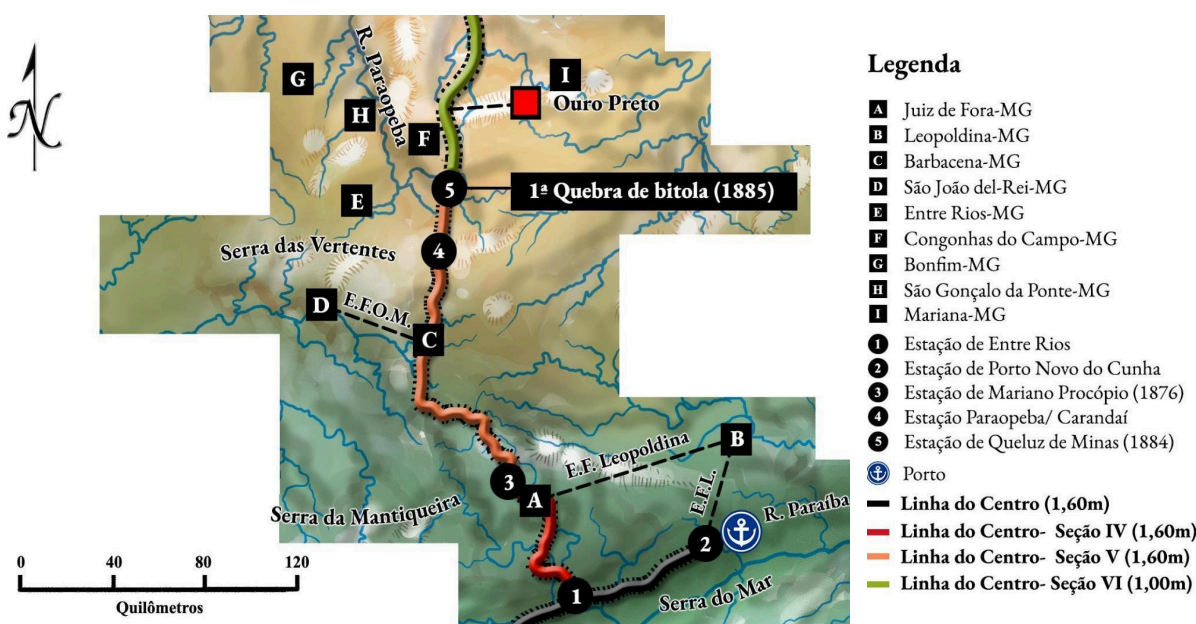 N
R. Paraopeba
G
I
H
Ouro Preto
F
5
1ª Quebra de bitola (1885)
E
Serra das Vertentes
4
D
E.F.O.M.
C
B
E.F. Leopoldina
3
A
E.F.L.
Serra da Mantiqueira
R. Paraíba
2
1
Serra do Mar
0 40 80 120
Quilômetros
Legenda
A Juiz de Fora-MG
B Leopoldina-MG
C Barbacena-MG
D São João del-Rei-MG
E Entre Rios-MG
F Congonhas do Campo-MG
G Bonfim-MG
H São Gonçalo da Ponte-MG
I Mariana-MG
1 Estação de Entre Rios
2 Estação de Porto Novo do Cunha
3 Estação de Mariano Procópio (1876)
4 Estação Paraopeba/ Carandaí
5 Estação de Queluz de Minas (1884)
Porto
Linha do Centro (1,60m)
Linha do Centro- Seção IV (1,60m)
Linha do Centro- Seção V (1,60m)
Linha do Centro- Seção VI (1,00m)